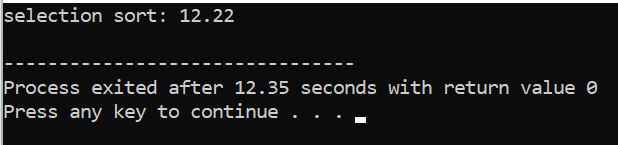 selection sort: 12.22
--------------------------------
Process exited after 12.35 seconds with return value 0
Press any key to continue . . .